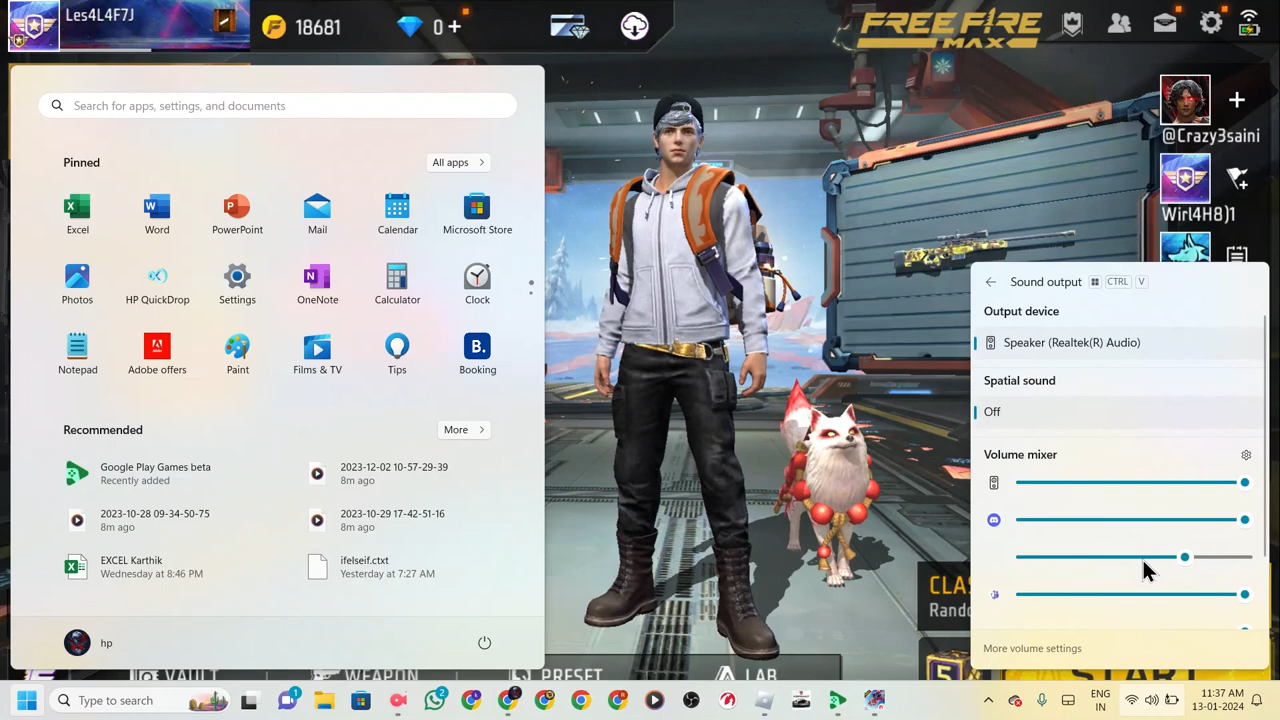 Les4L4F7J
18681
0 +
FREE FIRE
MAX
@Crazy3saini
Wirl4H8)1
Search for apps, settings, and documents
Pinned
All apps
Excel
Word
PowerPoint
Mail
Calendar
Microsoft Store
Photos
HP QuickDrop
Settings
OneNote
Calculator
Clock
Notepad
Adobe offers
Paint
Films & TV
Tips
Booking
Recommended
More
Google Play Games beta
Recently added
2023-12-02 10-57-29-39
8m ago
2023-10-28 09-34-50-75
8m ago
2023-10-29 17-42-51-16
8m ago
EXCEL Karthik
Wednesday at 8:46 PM
ifelseif.ctxt
Yesterday at 7:27 AM
hp
Sound output CTRL V
Output device
Speaker (Realtek(R) Audio)
Spatial sound
Off
Volume mixer
More volume settings
CLA
Rando
5
START
VAULT
WEAPON
PRESET
LAB
Type to search
1
2
ENG
IN
11:37 AM
13-01-2024